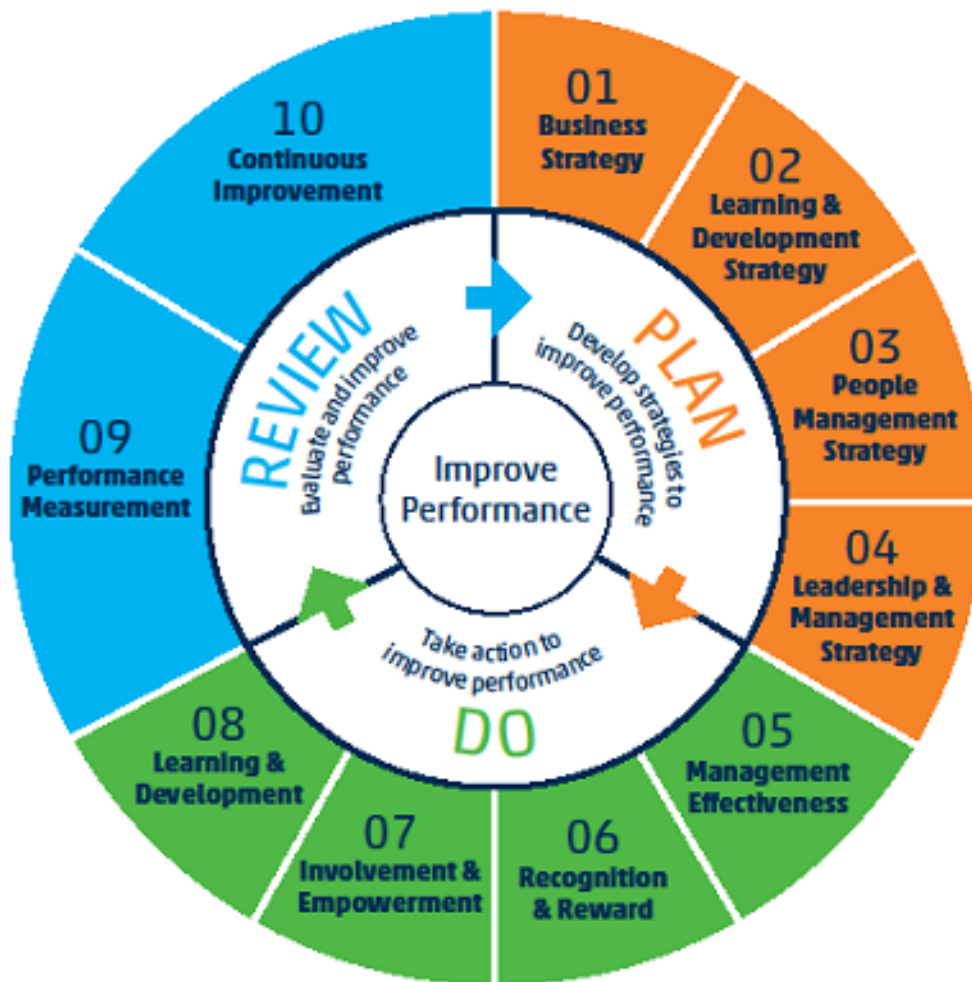 01
Business
Strategy
02
Learning &
Development
Strategy
03
People
Management
Strategy
04
Leadership &
Management
Strategy
05
Management
Effectiveness
06
Recognition
& Reward
07
Involvement &
Empowerment
08
Learning &
Development
09
Performance
Measurement
10
Continuous
Improvement
PLAN
Develop strategies to
improve performance
DO
Take action to
improve performance
REVIEW
Evaluate and improve
performance
Improve
Performance